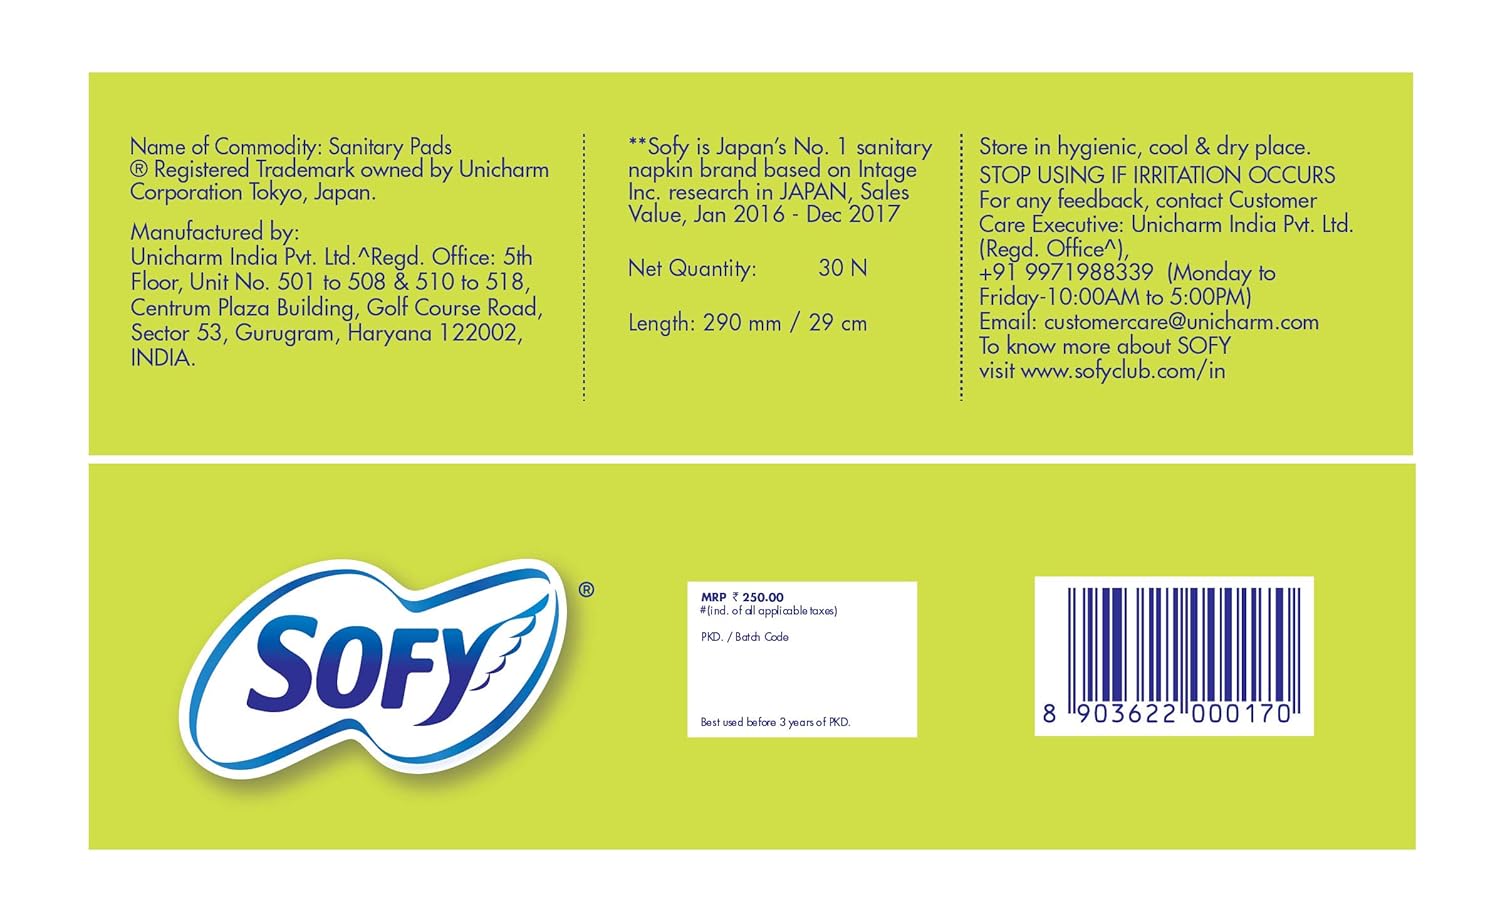 Name of Commodity: Sanitary Pads
® Registered Trademark owned by Unicharm
Corporation Tokyo, Japan.
Manufactured by:
Unicharm India Pvt. Ltd.^Regd. Office: 5th
Floor, Unit No. 501 to 508 & 510 to 518,
Centrum Plaza Building, Golf Course Road,
Sector 53, Gurugram, Haryana 122002,
INDIA.
**Sofy is Japan's No. 1 sanitary
napkin brand based on Intage
Inc. research in JAPAN, Sales
Value, Jan 2016 - Dec 2017
Net Quantity: 30 N
Length: 290 mm / 29 cm
Store in hygienic, cool & dry place.
STOP USING IF IRRITATION OCCURS
For any feedback, contact Customer
Care Executive: Unicharm India Pvt. Ltd.
(Regd. Office^),
+91 9971988339 (Monday to
Friday-10:00AM to 5:00PM)
Email: customercare@unicharm.com
To know more about SOFY
visit www.sofyclub.com/in
SOFY ®
MRP ₹ 250.00
#(incl. of all applicable taxes)
PKD. / Batch Code
Best used before 3 years of PKD.
8 903622 000170